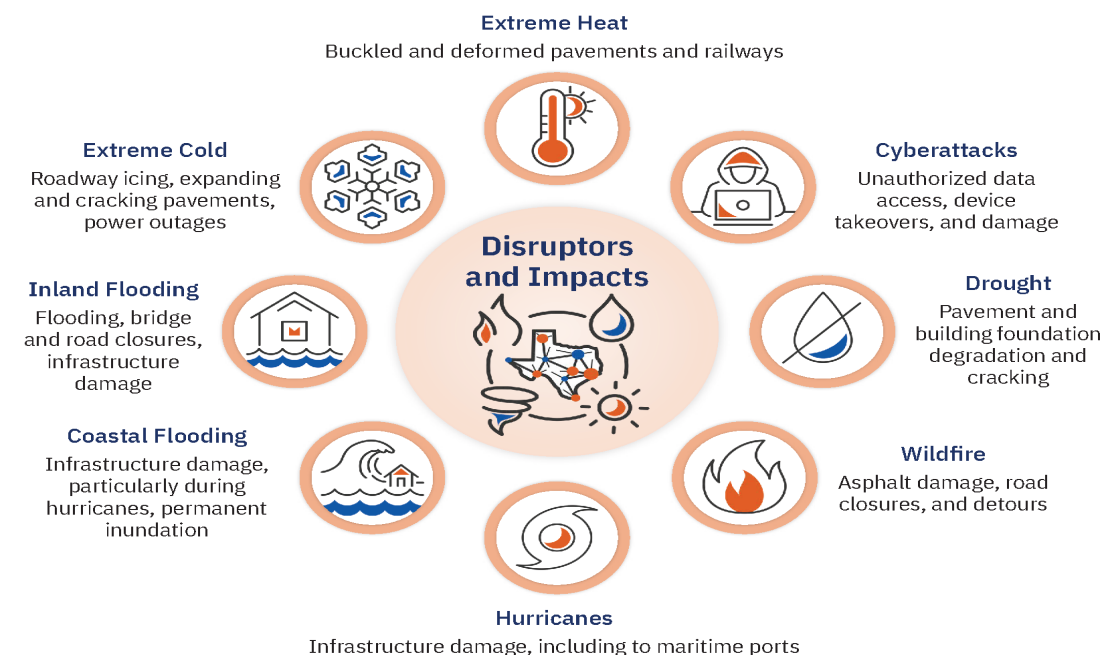 Extreme Heat
Buckled and deformed pavements and railways
Extreme Cold
Roadway icing, expanding
and cracking pavements,
power outages
Cyberattacks
Unauthorized data
access, device
takeovers, and damage
Disruptors
and Impacts
Inland Flooding
Flooding, bridge
and road closures,
infrastructure
damage
Drought
Pavement and
building foundation
degradation and
cracking
Coastal Flooding
Infrastructure damage,
particularly during
hurricanes, permanent
inundation
Wildfire
Asphalt damage, road
closures, and detours
Hurricanes
Infrastructure damage, including to maritime ports